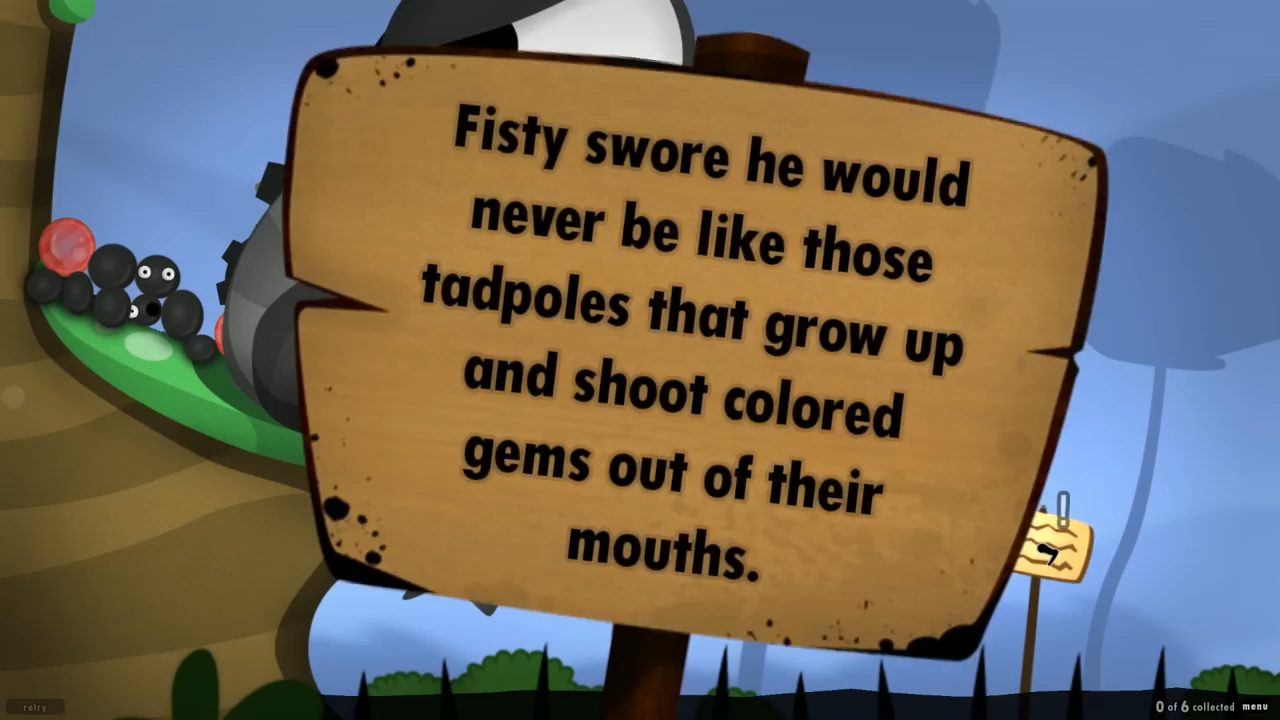 Fisty swore he would
never be like those
tadpoles that grow up
and shoot colored
gems out of their
mouths.
retry
0 of 6 collected menu